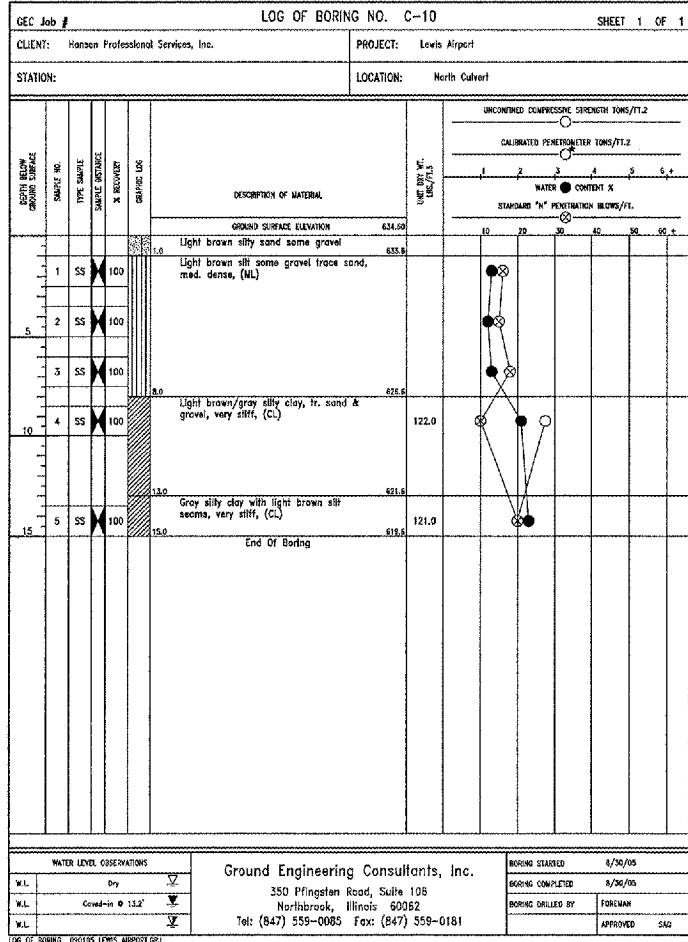 GEC Job #
LOG OF BORING NO. C-10
SHEET 1 OF 1
CLIENT: Hanson Professional Services, Inc.
PROJECT: Lewis Airport
STATION:
LOCATION: North Culvert
DEPTH BELOW GROUND SURFACE
SAMPLE NO.
TYPE SAMPLE
SAMPLE DISTANCE
% RECOVERY
GRAPHIC LOG
DESCRIPTION OF MATERIAL
GROUND SURFACE ELEVATION 634.50
UNIT DRY WT. LBS./FT.3
UNCONFINED COMPRESSIVE STRENGTH TONS/FT.2
CALIBRATED PENETROMETER TONS/FT.2
1 2 3 4 5 6 +
WATER CONTENT %
STANDARD "N" PENETRATION BLOWS/FT.
10 20 30 40 50 60 +
Light brown silty sand some gravel
1.0 633.5
1 SS 100
Light brown silt some gravel trace sand,
med. dense, (ML)
2 SS 100
5
3 SS 100
8.0 626.5
Light brown/gray silty clay, tr. sand &
gravel, very stiff, (CL)
4 SS 100 122.0
10
13.0 621.5
Gray silty clay with light brown silt
seams, very stiff, (CL)
5 SS 100 121.0
15 15.0 619.5
End Of Boring
WATER LEVEL OBSERVATIONS
W.L. Dry
W.L. Caved-in @ 13.2'
W.L.
Ground Engineering Consultants, Inc.
350 Pfingsten Road, Suite 106
Northbrook, Illinois 60062
Tel: (847) 559-0085 Fax: (847) 559-0181
BORING STARTED 8/30/05
BORING COMPLETED 8/30/05
BORING DRILLED BY FOREMAN
APPROVED SAG
LOG OF BORING 090105 LEWIS AIRPORT.GPJ